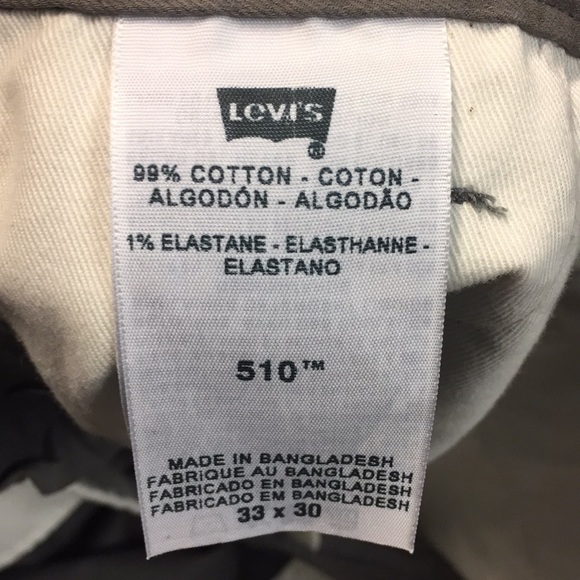 Levi's
®
99% COTTON - COTON -
ALGODÓN - ALGODÃO
1% ELASTANE - ELASTHANNE -
ELASTANO
510™
MADE IN BANGLADESH
FABRIQUE AU BANGLADESH
FABRICADO EN BANGLADESH
FABRICADO EM BANGLADESH
33 x 30